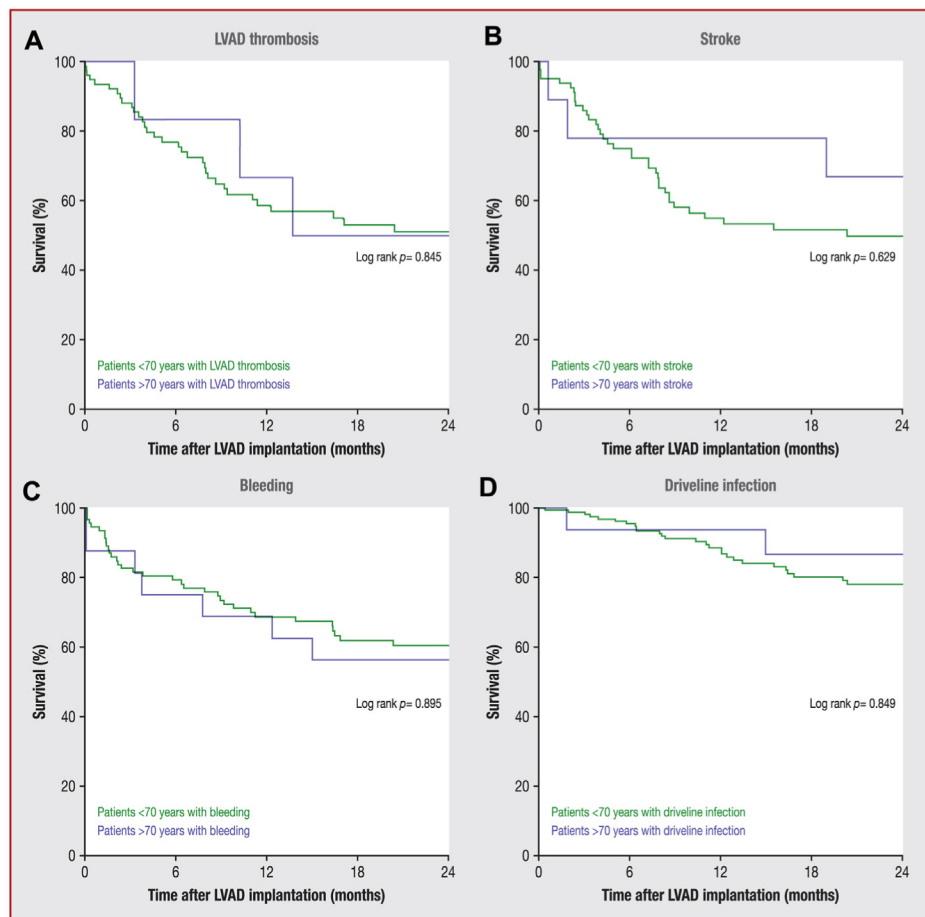 A
LVAD thrombosis
100
80
60
40
20
0
Survival (%)
Log rank p= 0.845
Patients <70 years with LVAD thrombosis
Patients >70 years with LVAD thrombosis
0 6 12 18 24
Time after LVAD implantation (months)
B
Stroke
100
80
60
40
20
0
Survival (%)
Log rank p= 0.629
Patients <70 years with stroke
Patients >70 years with stroke
0 6 12 18 24
Time after LVAD implantation (months)
C
Bleeding
100
80
60
40
20
0
Survival (%)
Log rank p= 0.895
Patients <70 years with bleeding
Patients >70 years with bleeding
0 6 12 18 24
Time after LVAD implantation (months)
D
Driveline infection
100
80
60
40
20
0
Survival (%)
Log rank p= 0.849
Patients <70 years with driveline infection
Patients >70 years with driveline infection
0 6 12 18 24
Time after LVAD implantation (months)